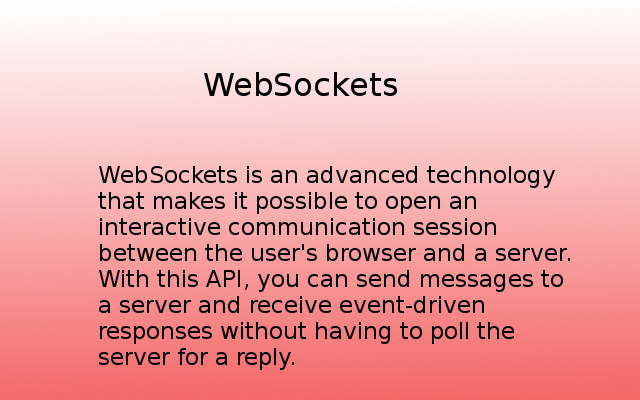 WebSockets
WebSockets is an advanced technology
that makes it possible to open an
interactive communication session
between the user's browser and a server.
With this API, you can send messages to
a server and receive event-driven
responses without having to poll the
server for a reply.